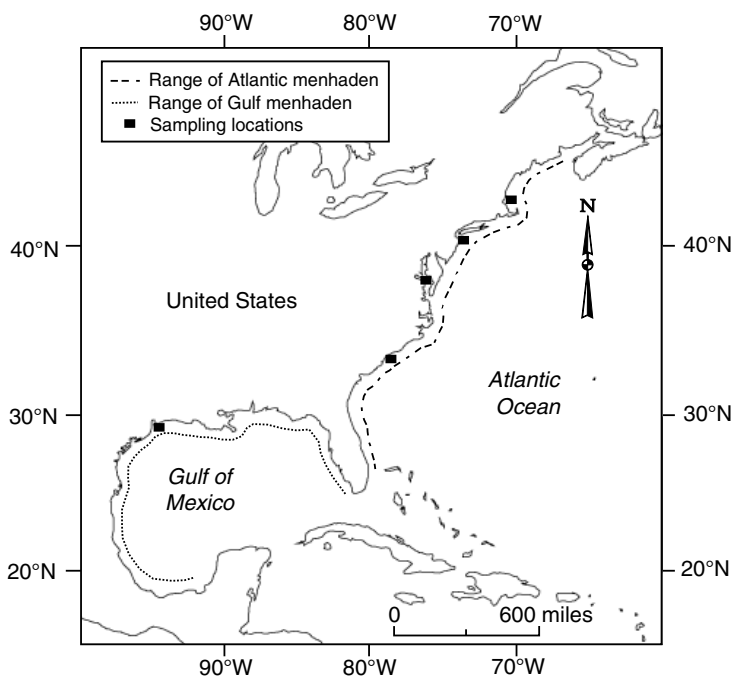 90°W 80°W 70°W
Range of Atlantic menhaden
Range of Gulf menhaden
Sampling locations
N
40°N 40°N
United States
Atlantic
Ocean
30°N 30°N
Gulf of
Mexico
20°N 20°N
0 600 miles
90°W 80°W 70°W